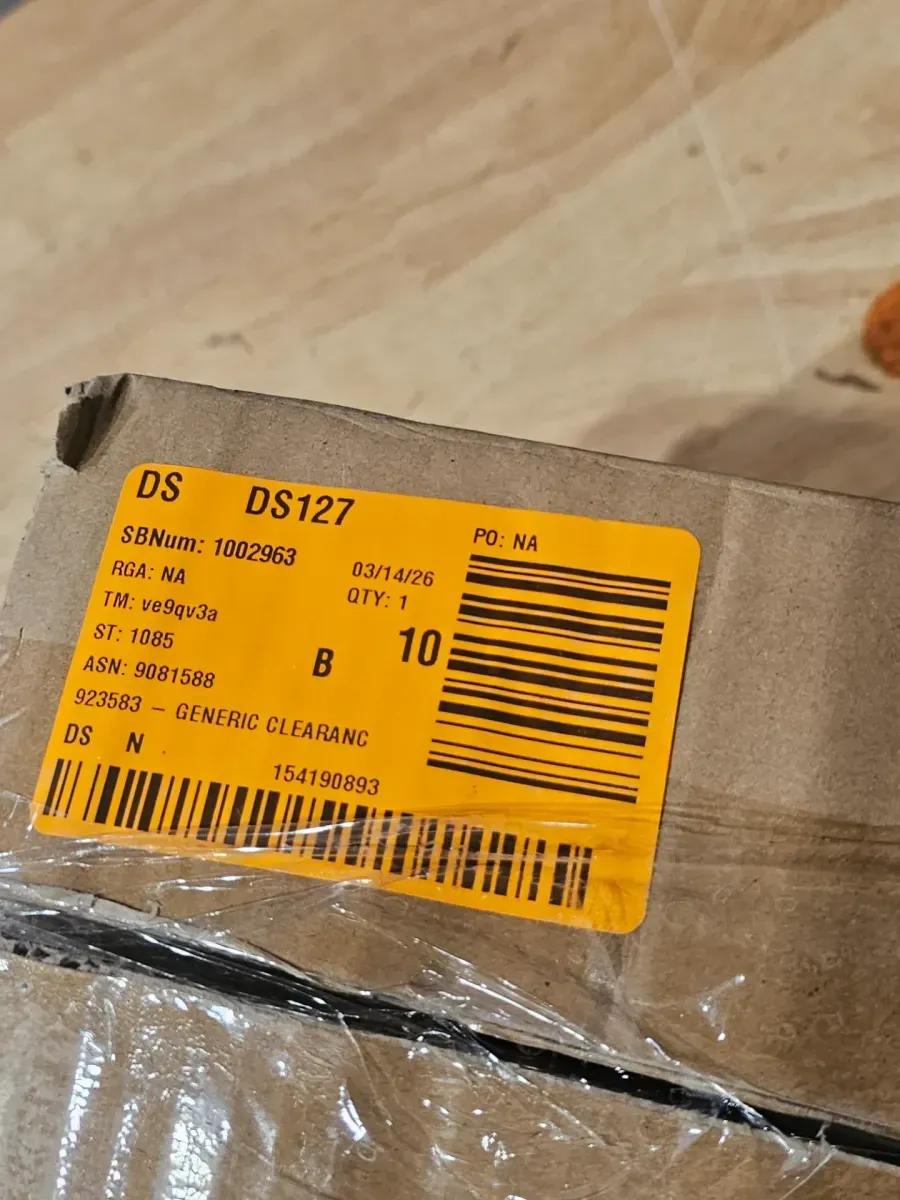 DS DS127
SBNum: 1002963
PO: NA
RGA: NA
03/14/26
TM: ve9qv3a
QTY: 1
ST: 1085
B 10
ASN: 9081588
923583 – GENERIC CLEARANC
DS N
154190893